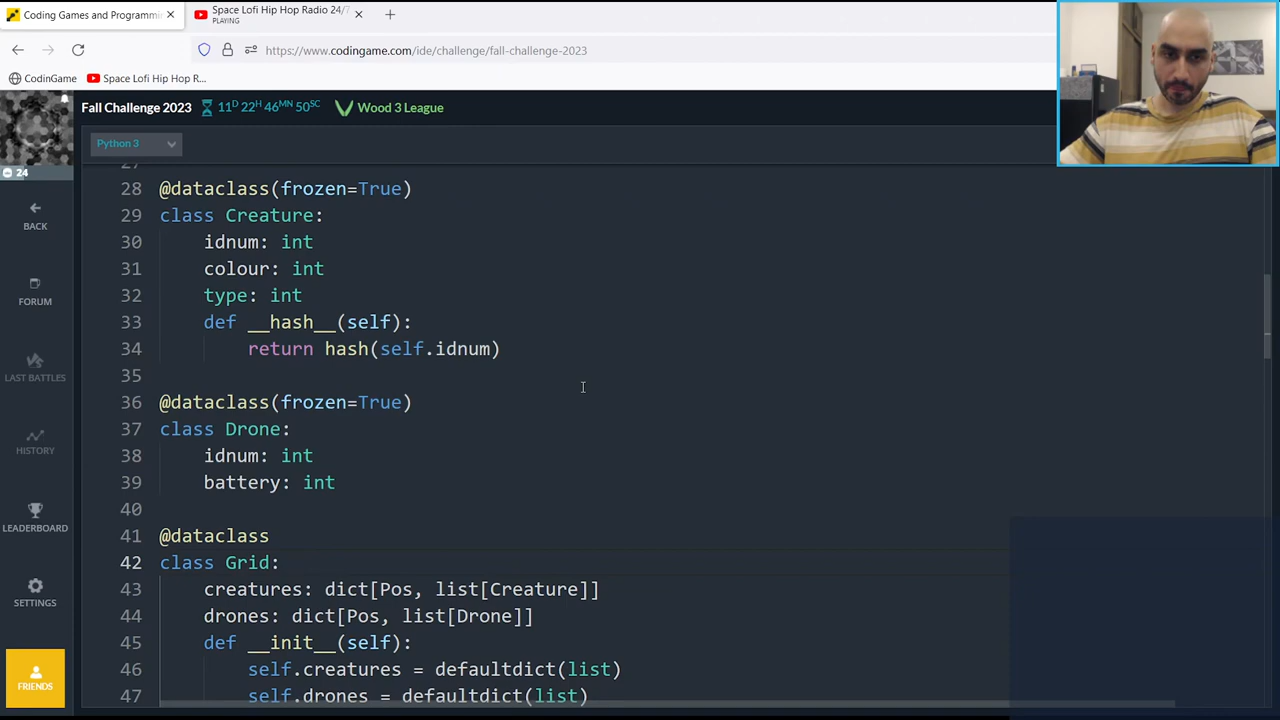 Coding Games and Programmin
Space Lofi Hip Hop Radio 24/7
PLAYING
https://www.codingame.com/ide/challenge/fall-challenge-2023
CodinGame
Space Lofi Hip Hop R...
Fall Challenge 2023
11D 22H 46MN 50SC
Wood 3 League
Python 3
24
BACK
FORUM
LAST BATTLES
HISTORY
LEADERBOARD
SETTINGS
FRIENDS
28 @dataclass(frozen=True)
29 class Creature:
30 idnum: int
31 colour: int
32 type: int
33 def __hash__(self):
34 return hash(self.idnum)
35
36 @dataclass(frozen=True)
37 class Drone:
38 idnum: int
39 battery: int
40
41 @dataclass
42 class Grid:
43 creatures: dict[Pos, list[Creature]]
44 drones: dict[Pos, list[Drone]]
45 def __init__(self):
46 self.creatures = defaultdict(list)
47 self.drones = defaultdict(list)